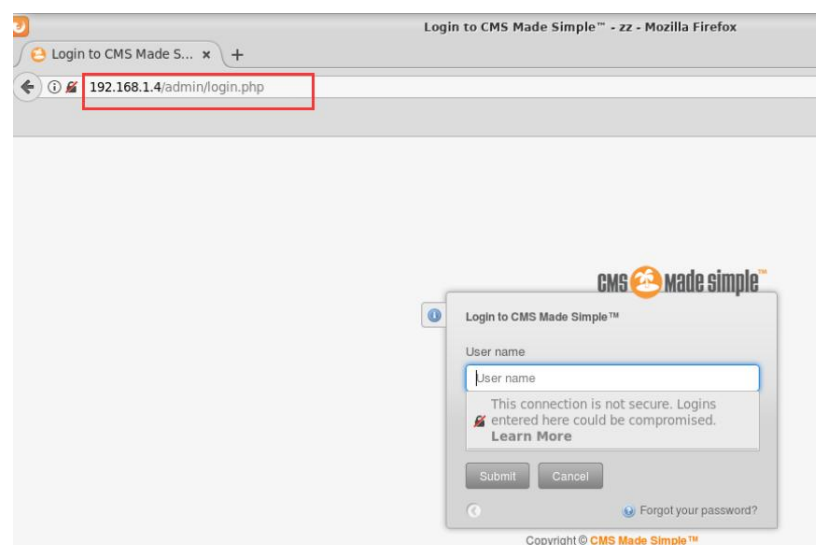 Login to CMS Made Simple™ - zz - Mozilla Firefox
Login to CMS Made S... × +
192.168.1.4/admin/login.php
CMS Made simple™
Login to CMS Made Simple™
User name
User name
This connection is not secure. Logins
entered here could be compromised.
Learn More
Submit Cancel
Forgot your password?
Copyright © CMS Made Simple™